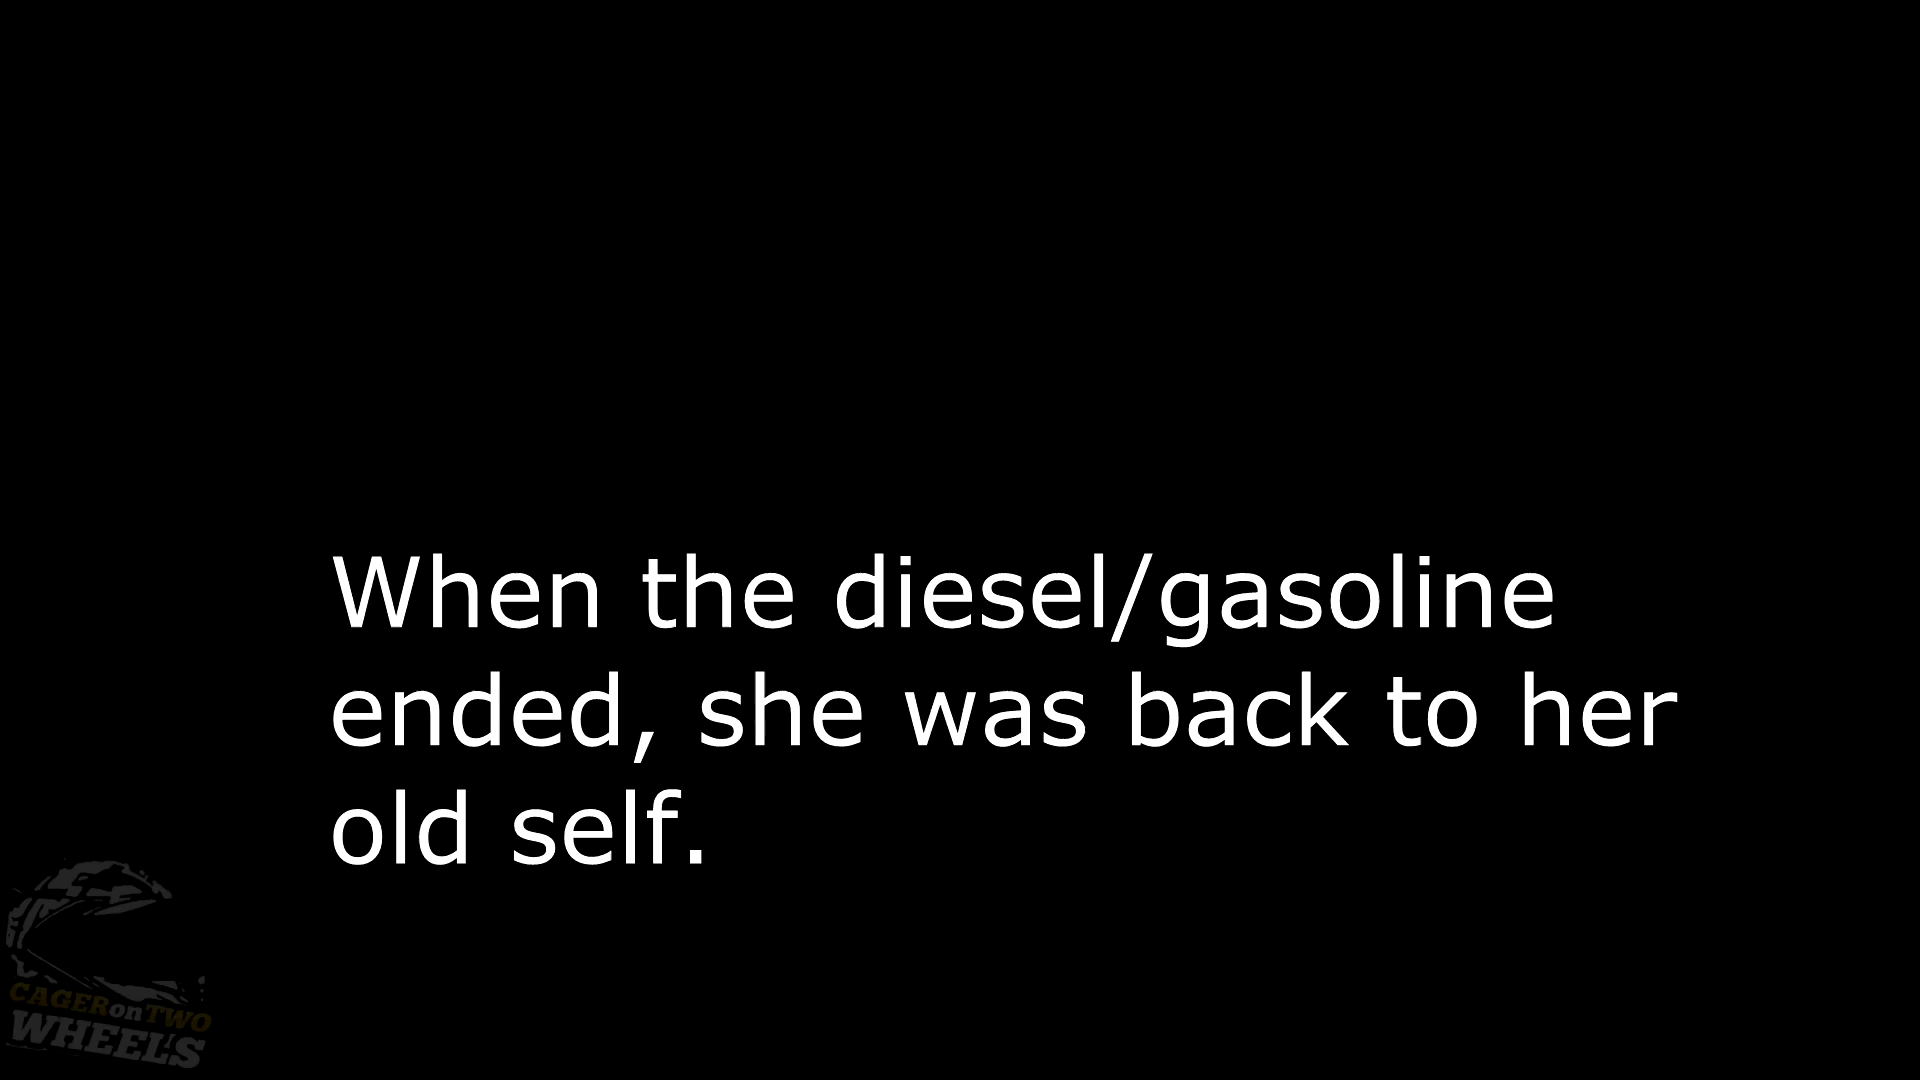 When the diesel/gasoline
ended, she was back to her
old self.
CAGER on TWO
WHEELS